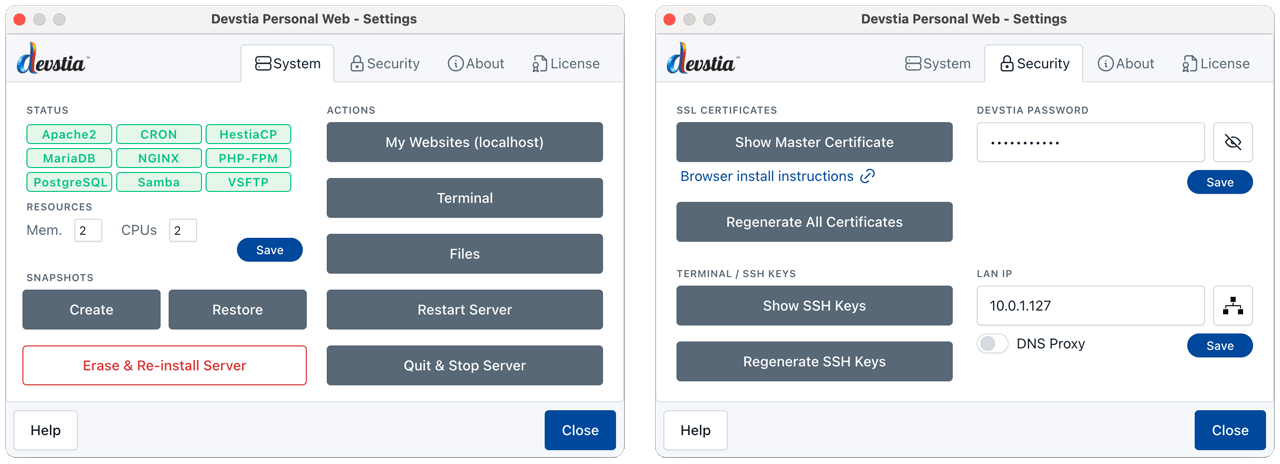 Devstia Personal Web - Settings
devstia™
System
Security
About
License
STATUS
Apache2 CRON HestiaCP
MariaDB NGINX PHP-FPM
PostgreSQL Samba VSFTP
RESOURCES
Mem. 2 CPUs 2
Save
SNAPSHOTS
Create Restore
Erase & Re-install Server
ACTIONS
My Websites (localhost)
Terminal
Files
Restart Server
Quit & Stop Server
Help
Close
Devstia Personal Web - Settings
devstia™
System
Security
About
License
SSL CERTIFICATES
Show Master Certificate
Browser install instructions
Regenerate All Certificates
TERMINAL / SSH KEYS
Show SSH Keys
Regenerate SSH Keys
DEVSTIA PASSWORD
•••••••••••
Save
LAN IP
10.0.1.127
DNS Proxy
Save
Help
Close